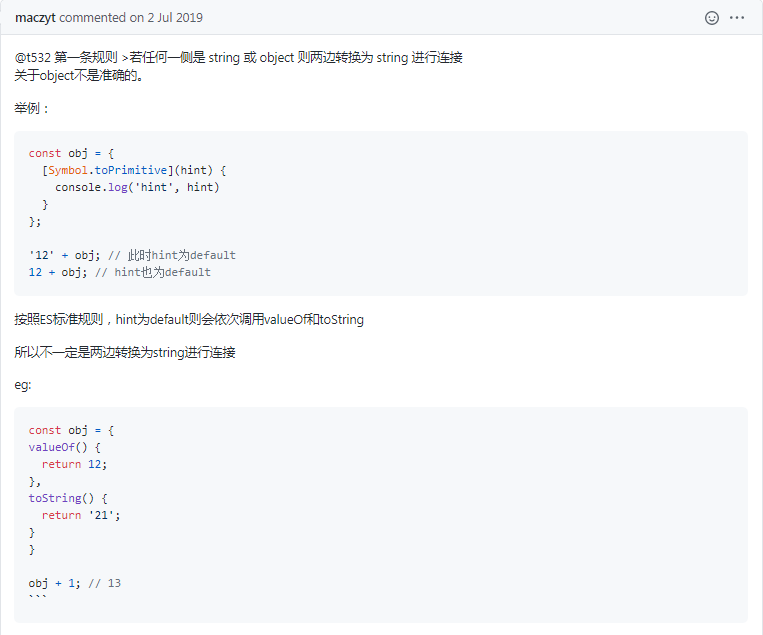 maczyt commented on 2 Jul 2019
@t532 第一条规则 >若任何一侧是 string 或 object 则两边转换为 string 进行连接
关于object不是准确的。
举例：
const obj = {
  [Symbol.toPrimitive](hint) {
    console.log('hint', hint)
  }
};
'12' + obj; // 此时hint为default
12 + obj; // hint也为default
按照ES标准规则，hint为default则会依次调用valueOf和toString
所以不一定是两边转换为string进行连接
eg:
const obj = {
valueOf() {
  return 12;
},
toString() {
  return '21';
}
}
obj + 1; // 13
```